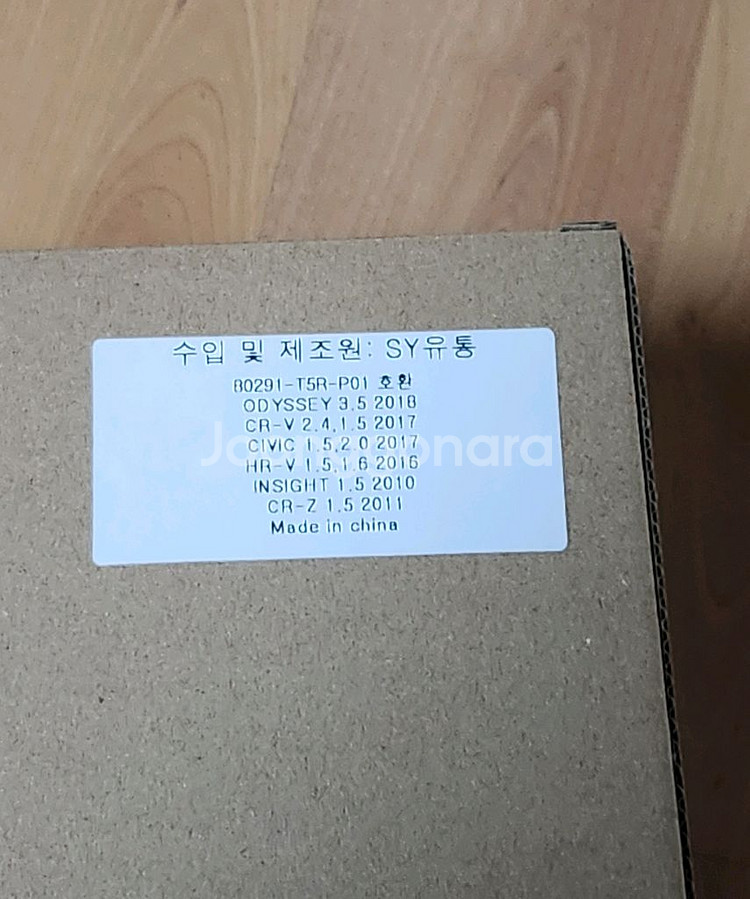 수입 및 제조원: SY유통
80291-T5R-P01 호환
ODYSSEY 3.5 2018
CR-V 2.4,1.5 2017
CIVIC 1.5,2.0 2017
HR-V 1.5,1.6 2016
INSIGHT 1.5 2010
CR-Z 1.5 2011
Made in china
Joonggonara